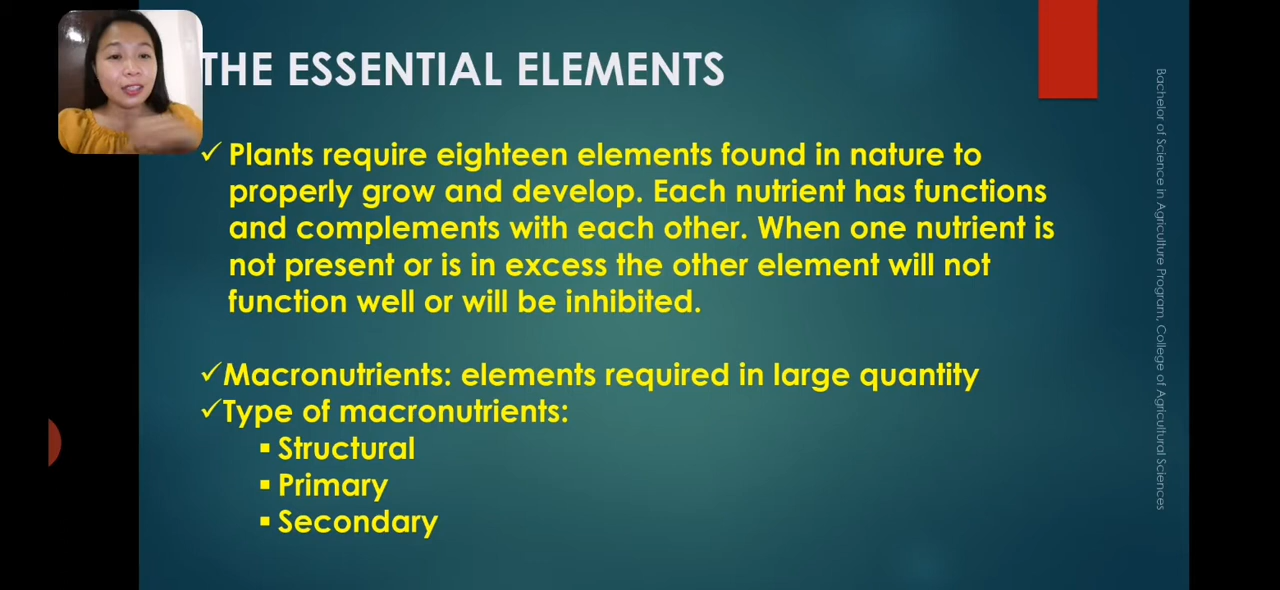 THE ESSENTIAL ELEMENTS
✓ Plants require eighteen elements found in nature to
properly grow and develop. Each nutrient has functions
and complements with each other. When one nutrient is
not present or is in excess the other element will not
function well or will be inhibited.
✓Macronutrients: elements required in large quantity
✓Type of macronutrients:
▪ Structural
▪ Primary
▪ Secondary
Bachelor of Science in Agriculture Program, College of Agricultural Sciences